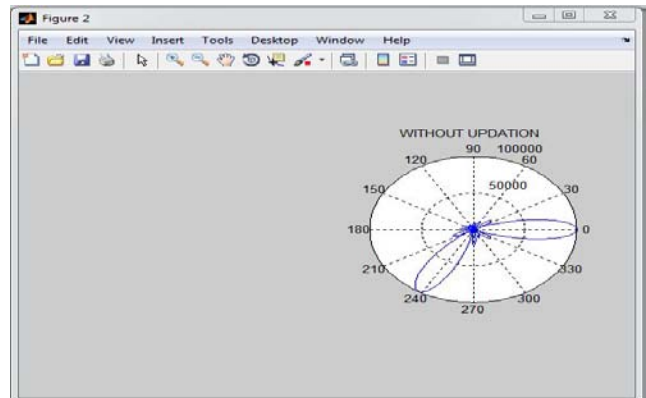 Figure 2
File Edit View Insert Tools Desktop Window Help
WITHOUT UPDATION
90 100000
120 60
50000
150 30
180 0
210 330
240 300
270